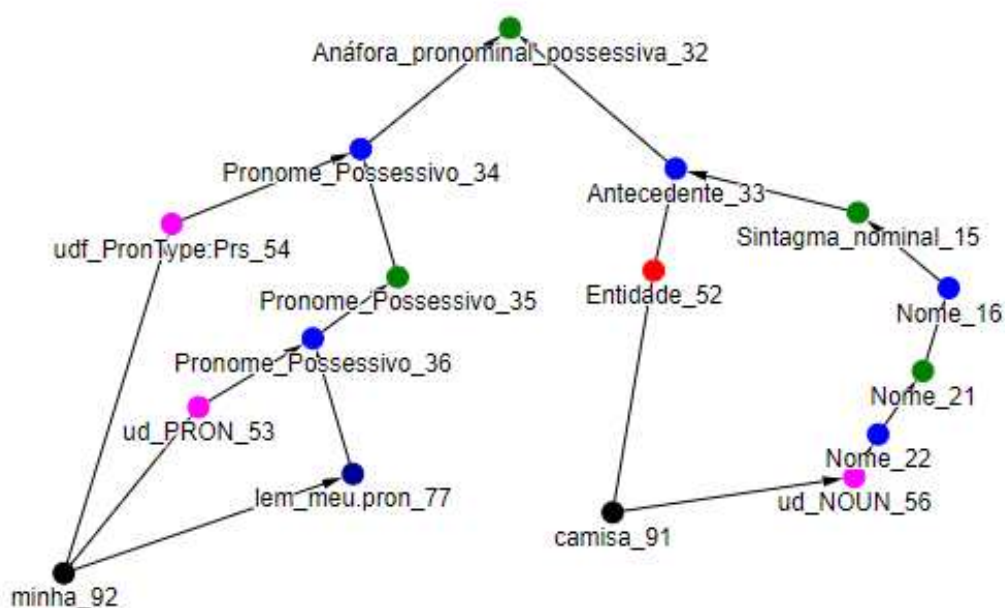 Anáfora_pronominal_possessiva_32
Pronome_Possessivo_34
Antecedente_33
udf_PronType:Prs_54
Sintagma_nominal_15
Pronome_Possessivo_35
Entidade_52
Nome_16
Pronome_Possessivo_36
Nome_21
ud_PRON_53
Nome_22
lem_meu.pron_77
ud_NOUN_56
camisa_91
minha_92